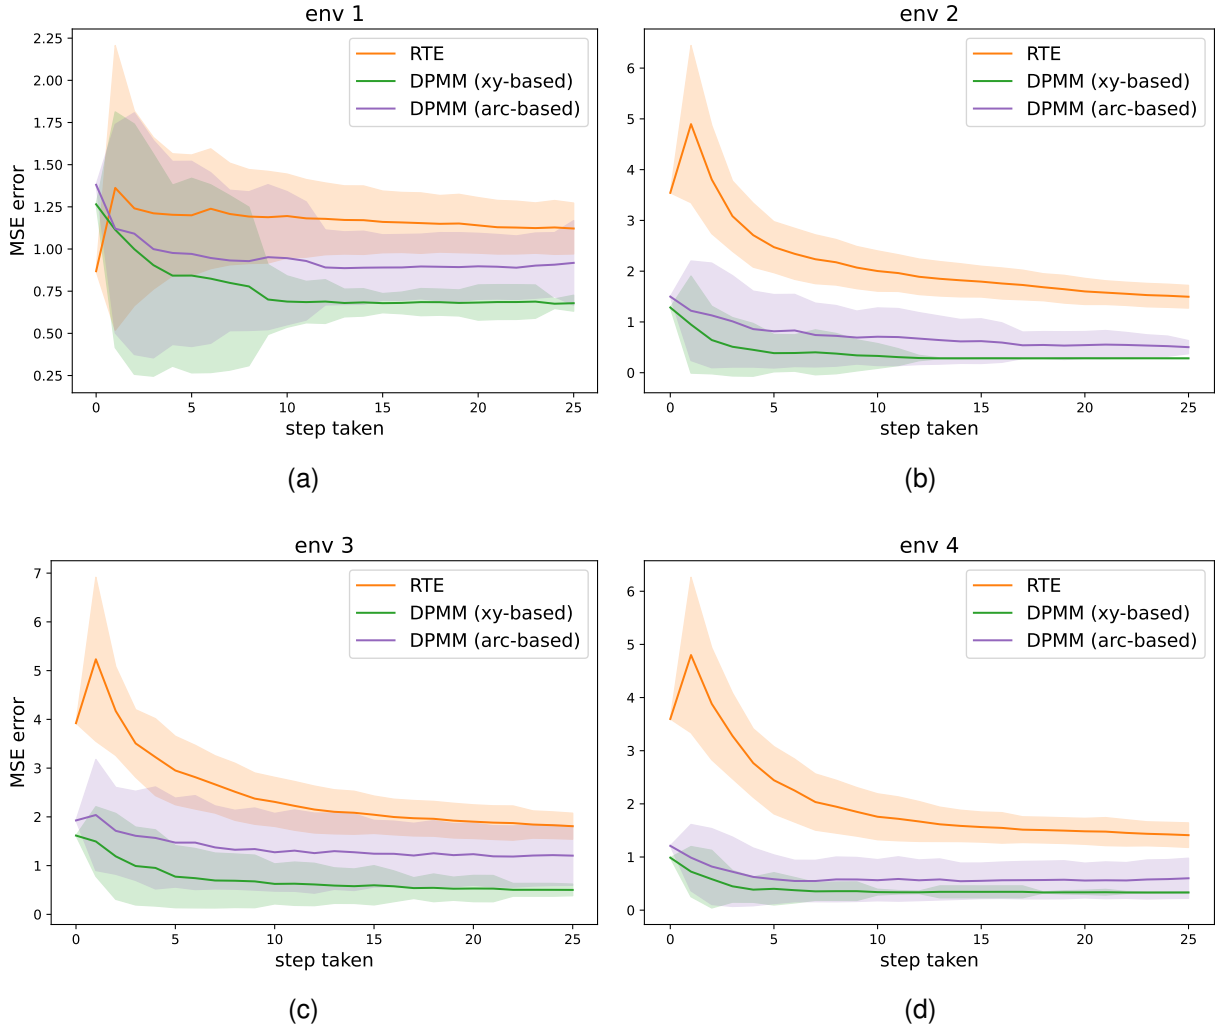 env 1
2.25
2.00
1.75
1.50
1.25
1.00
0.75
0.50
0.25
MSE error
RTE
DPMM (xy-based)
DPMM (arc-based)
0 5 10 15 20 25
step taken
(a)
env 2
6
5
4
3
2
1
0
RTE
DPMM (xy-based)
DPMM (arc-based)
0 5 10 15 20 25
step taken
(b)
env 3
7
6
5
4
3
2
1
0
MSE error
RTE
DPMM (xy-based)
DPMM (arc-based)
0 5 10 15 20 25
step taken
(c)
env 4
6
5
4
3
2
1
0
RTE
DPMM (xy-based)
DPMM (arc-based)
0 5 10 15 20 25
step taken
(d)